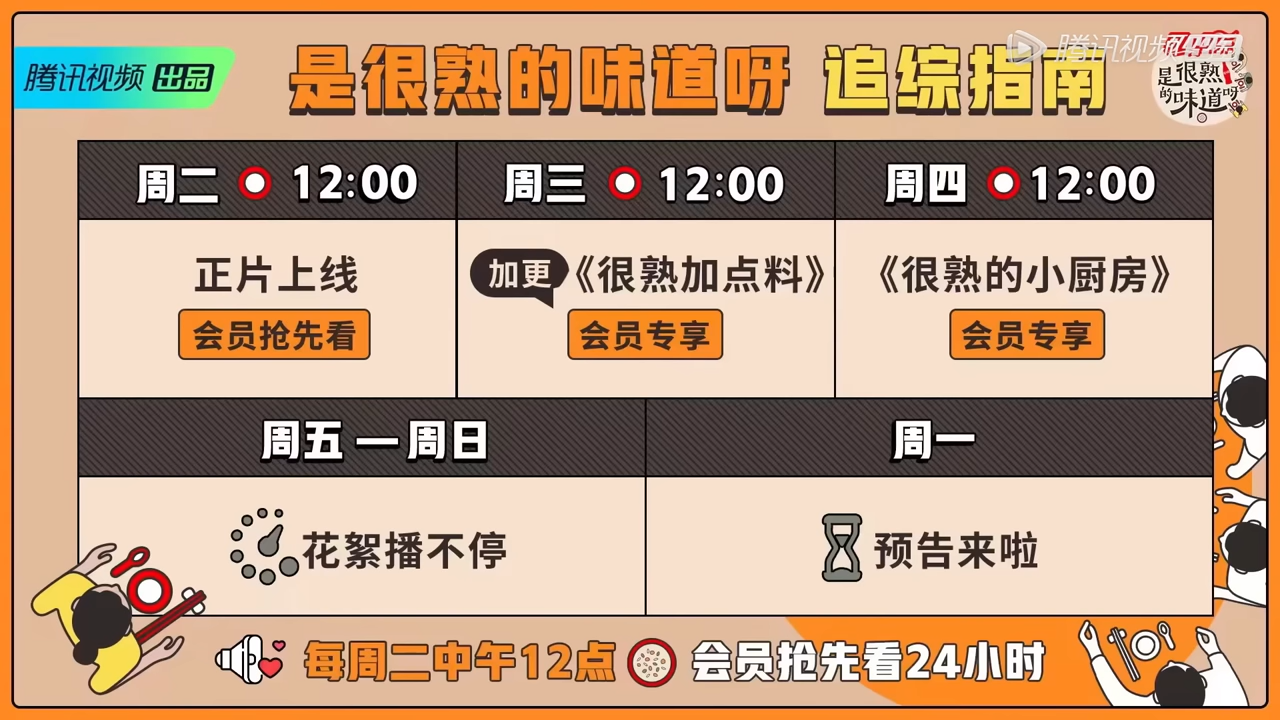 腾讯视频 出品
是很熟的味道呀 追综指南
腾讯视频
是很熟
的味道呀
周二 12:00
周三 12:00
周四 12:00
正片上线
会员抢先看
加更《很熟加点料》
会员专享
《很熟的小厨房》
会员专享
周五 — 周日
周一
花絮播不停
预告来啦
每周二中午12点 会员抢先看24小时